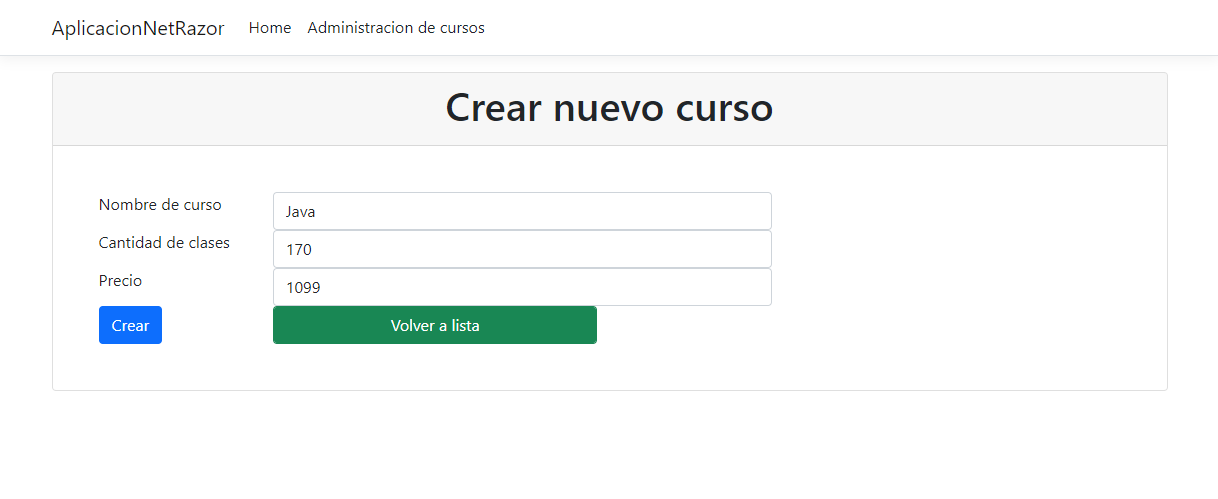 AplicacionNetRazor Home Administracion de cursos
Crear nuevo curso
Nombre de curso Java
Cantidad de clases 170
Precio 1099
Crear Volver a lista